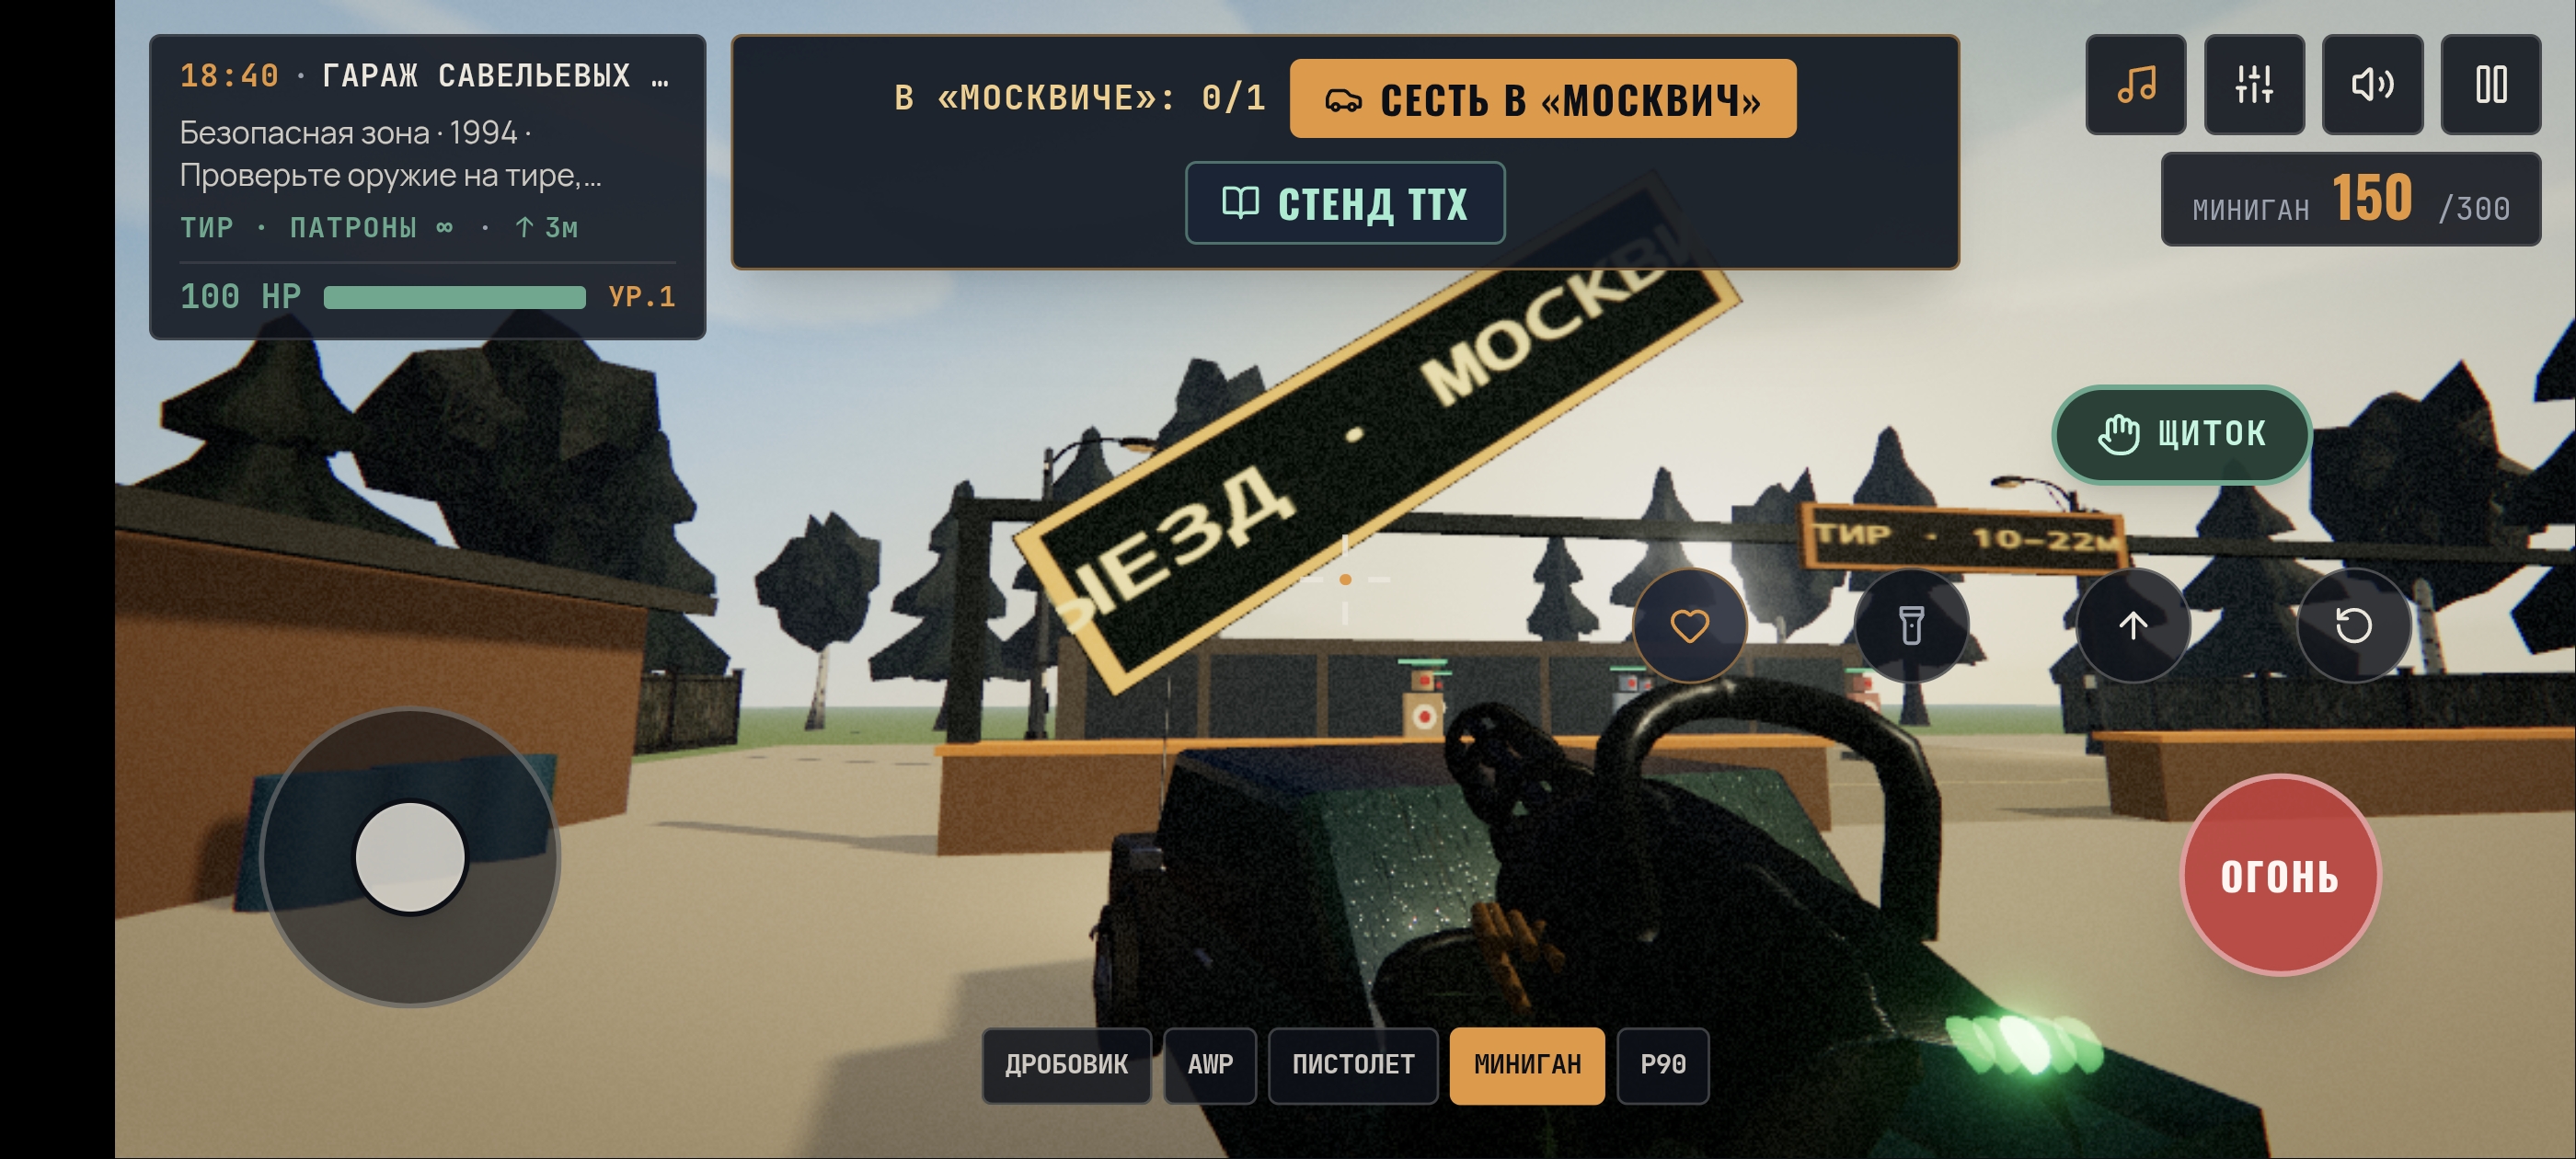 18:40 · ГАРАЖ САВЕЛЬЕВЫХ …
Безопасная зона · 1994 ·
Проверьте оружие на тире,…
ТИР · ПАТРОНЫ ∞ · ↑ 3м
100 HP УР.1
В «МОСКВИЧЕ»: 0/1 СЕСТЬ В «МОСКВИЧ»
СТЕНД ТТХ
МИНИГАН 150 /300
ЫЕЗД · МОСКВИ
ЩИТОК
ТИР · 10-22м
ОГОНЬ
ДРОБОВИК AWP ПИСТОЛЕТ МИНИГАН P90